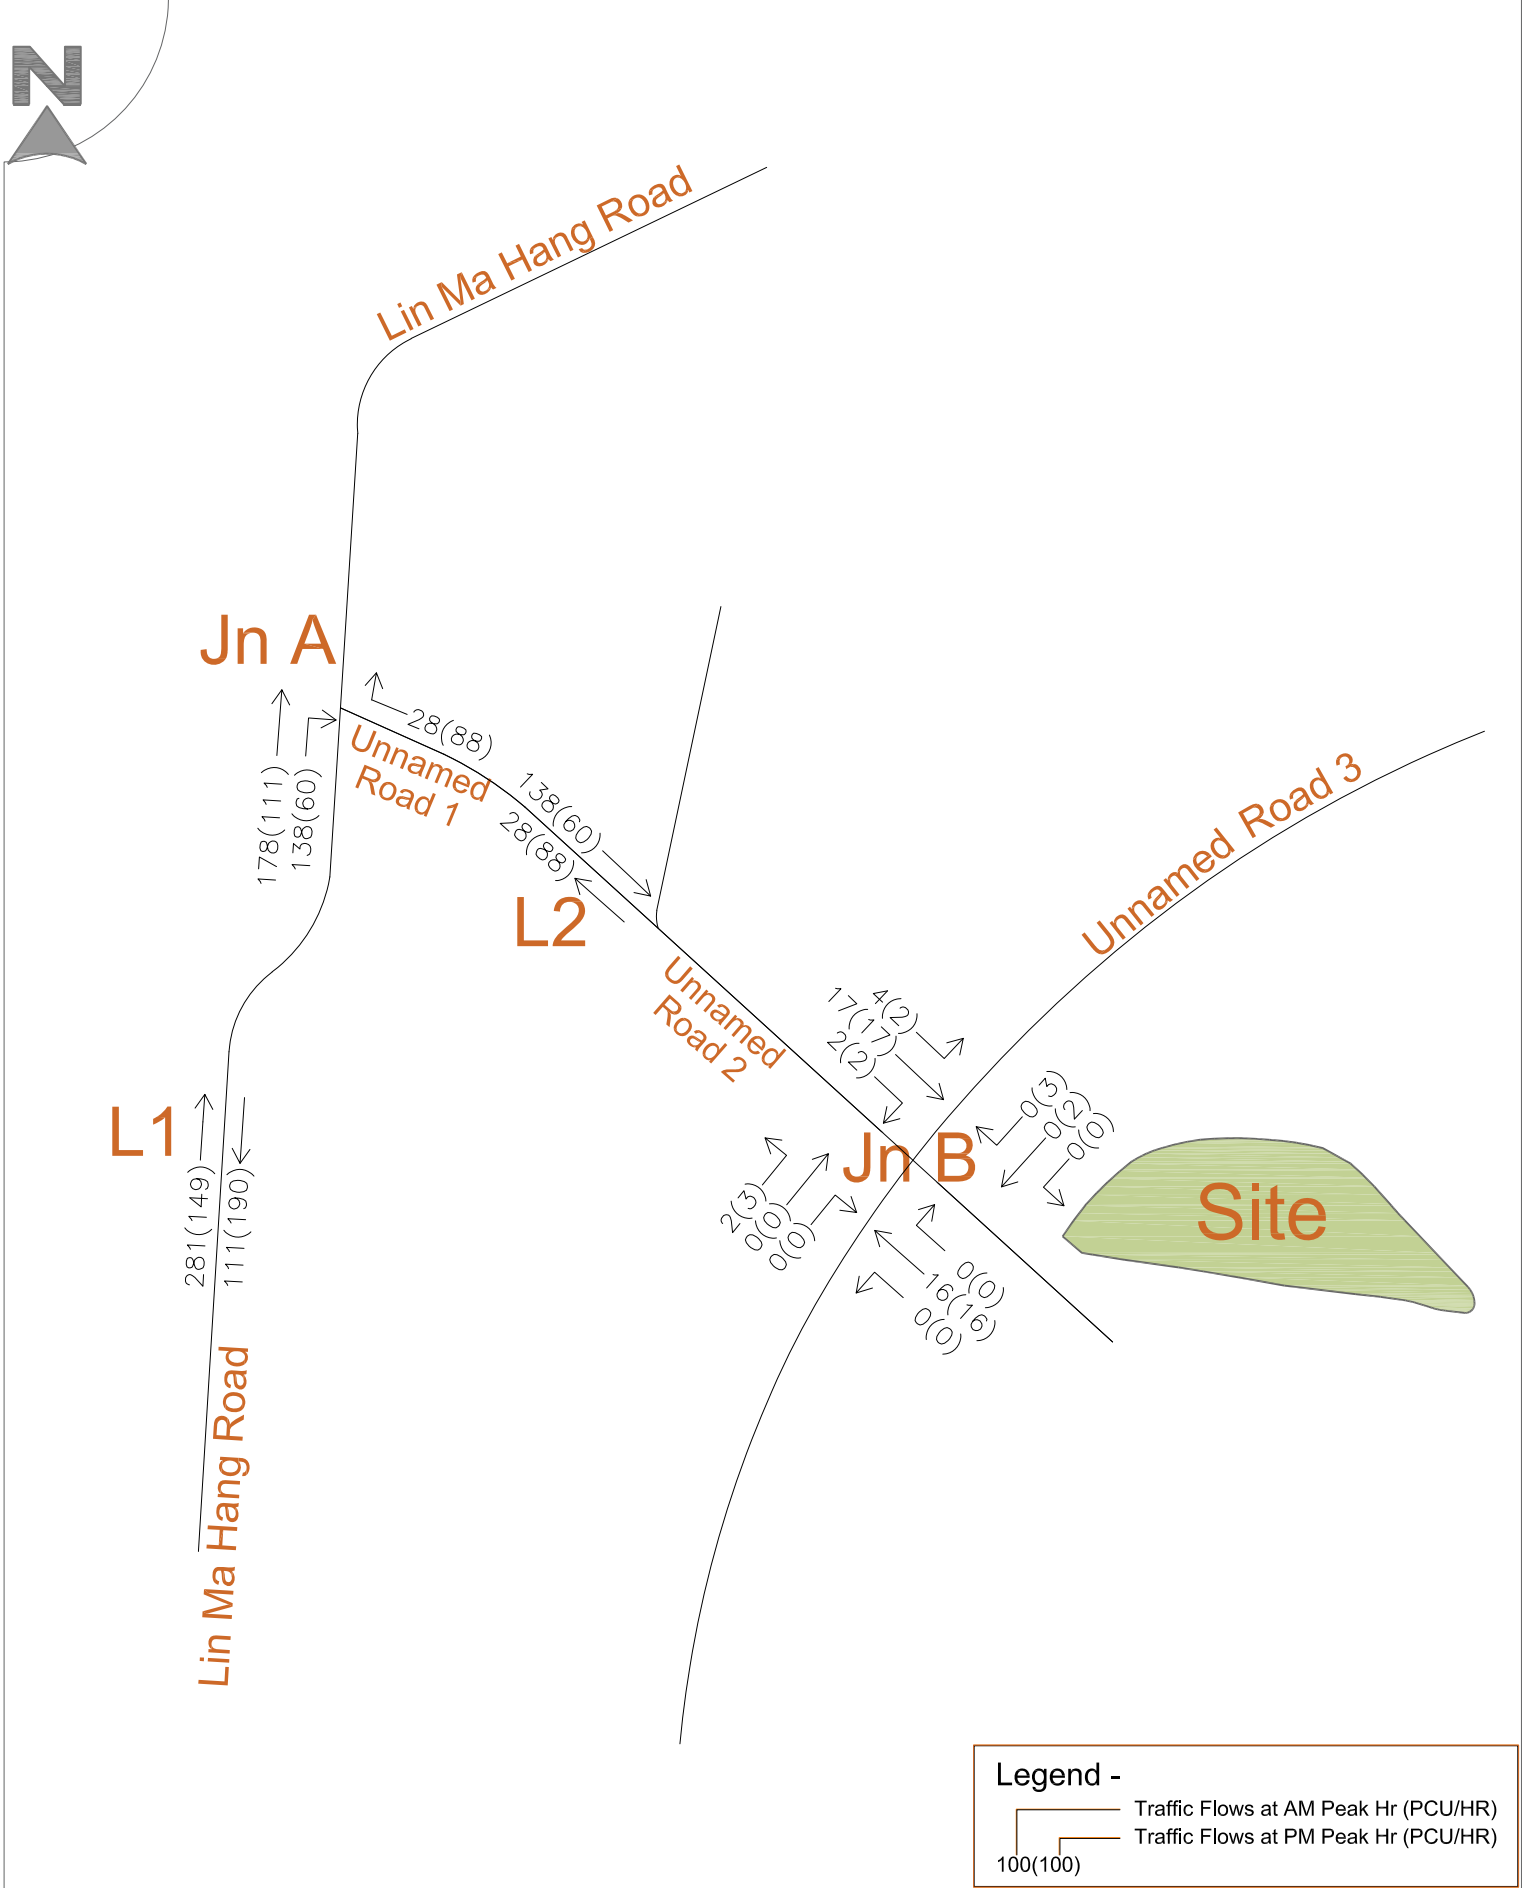 N
Lin Ma Hang Road
Jn A
28(88)
178(111)
138(60)
Unnamed
Road 1
138(60)
28(88)
L2
Unnamed Road 3
Unnamed
Road 2
4(2)
17(17)
2(2)
L1
281(149)
111(190)
Jn B
0(3)
0(2)
0(0)
2(3)
0(0)
0(0)
Site
0(0)
16(16)
0(0)
Lin Ma Hang Road
Legend -
Traffic Flows at AM Peak Hr (PCU/HR)
Traffic Flows at PM Peak Hr (PCU/HR)
100(100)